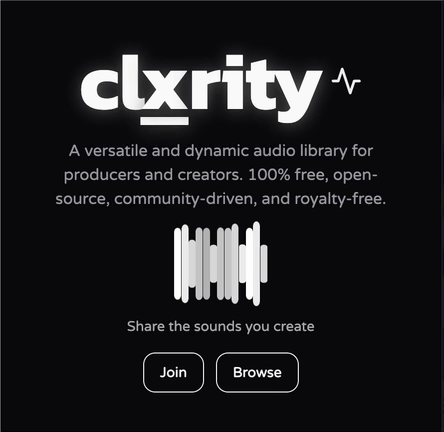 clxrity
A versatile and dynamic audio library for
producers and creators. 100% free, open-
source, community-driven, and royalty-free.
Share the sounds you create
Join Browse